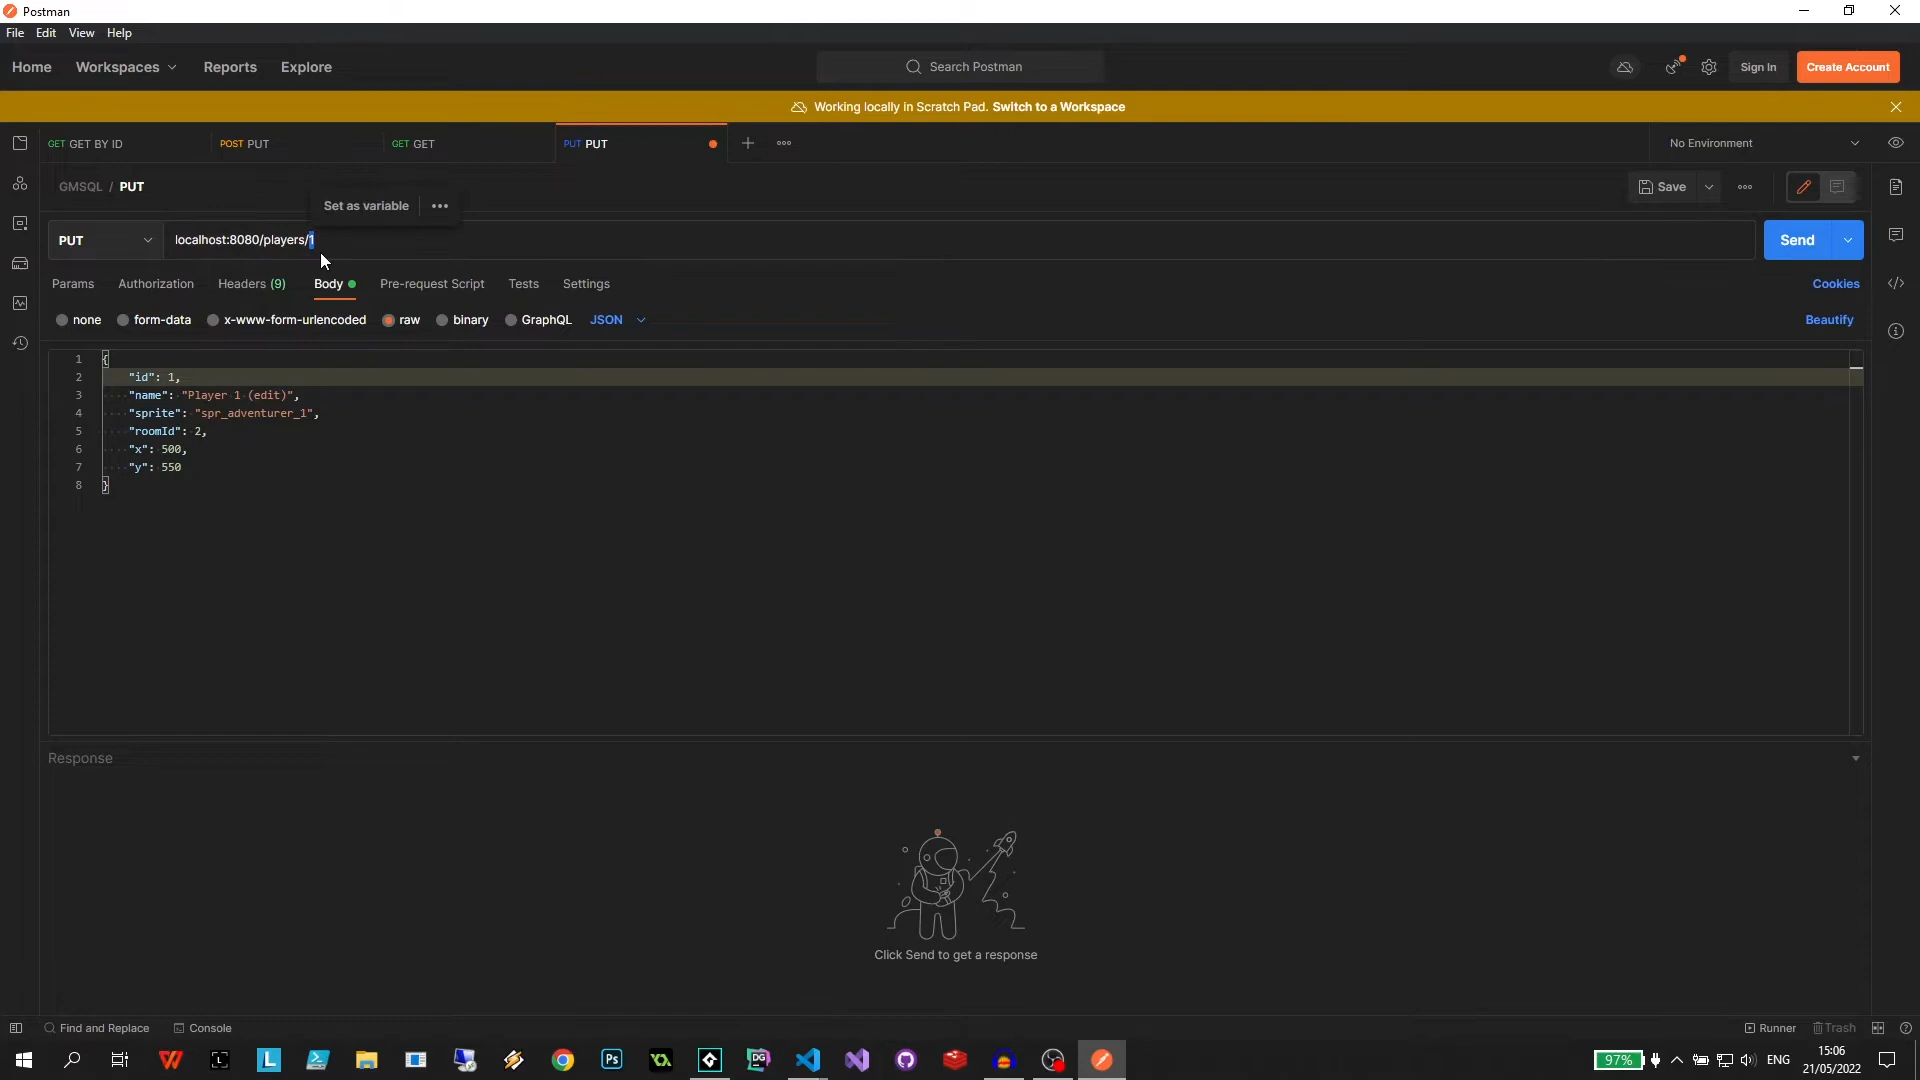 Postman
File Edit View Help
Home Workspaces Reports Explore Search Postman Sign In Create Account
Working locally in Scratch Pad. Switch to a Workspace
GET GET BY ID POST PUT GET GET PUT PUT No Environment
GMSQL / PUT Save
Set as variable
PUT localhost:8080/players/1 Send
Params Authorization Headers (9) Body Pre-request Script Tests Settings Cookies
none form-data x-www-form-urlencoded raw binary GraphQL JSON Beautify
1 {
2 "id": 1,
3 "name": "Player 1 (edit)",
4 "sprite": "spr_adventurer_1",
5 "roomId": 2,
6 "x": 500,
7 "y": 550
8 }
Response
Click Send to get a response
Find and Replace Console Runner Trash
L L Ps DG 97% ENG 15:06
21/05/2022